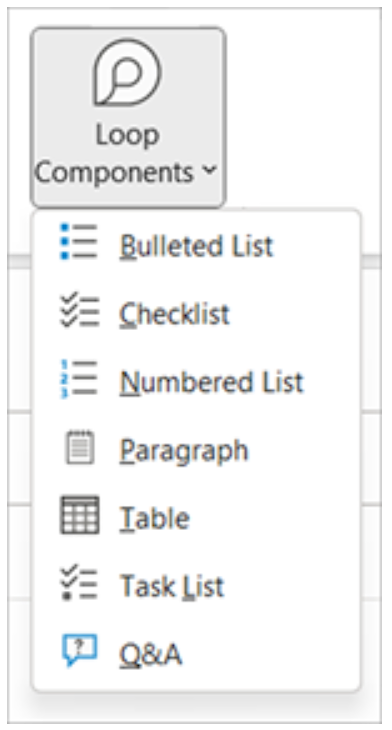 Loop
Components
Bulleted List
Checklist
Numbered List
Paragraph
Table
Task List
Q&A